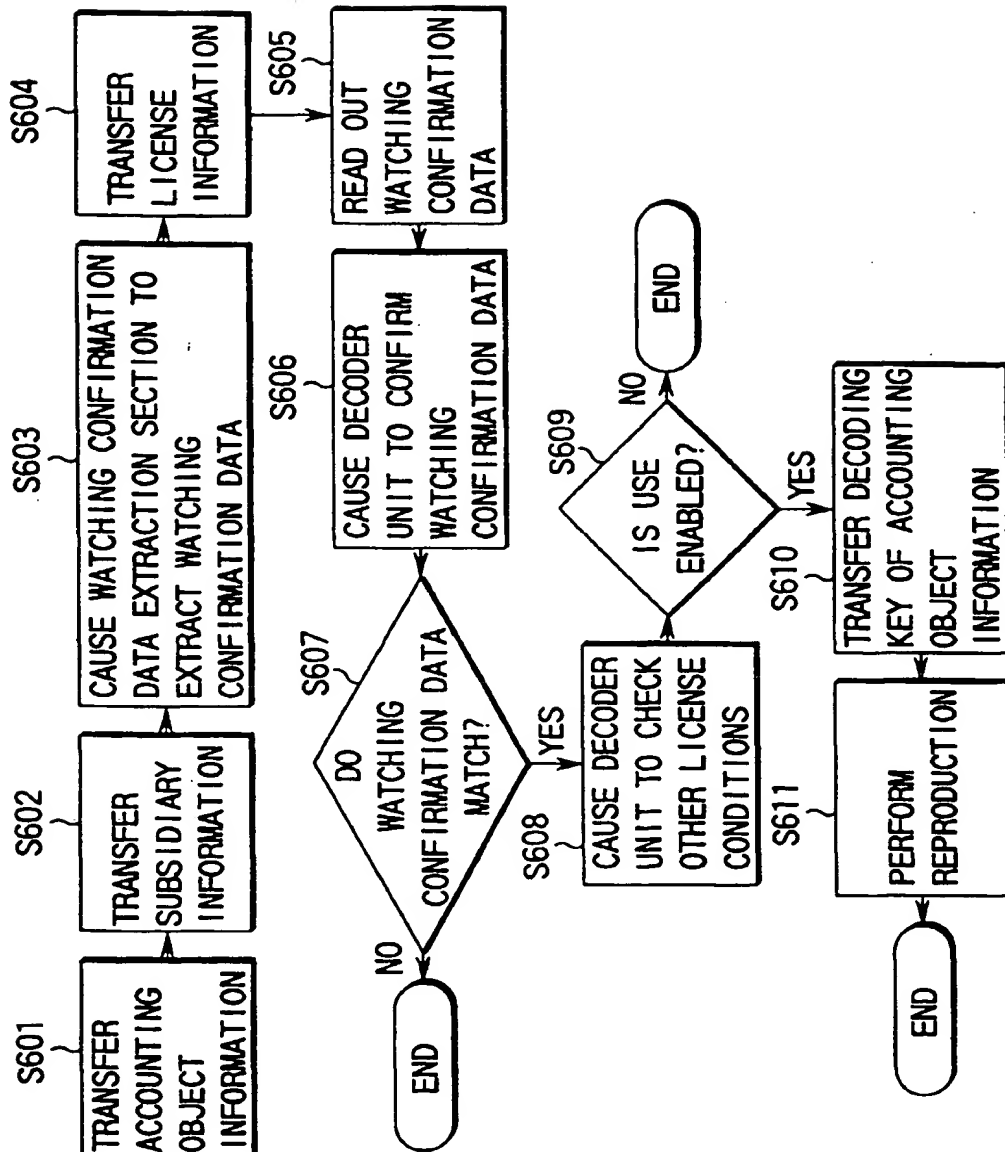 S601
TRANSFER
ACCOUNTING
OBJECT
INFORMATION
S602
TRANSFER
SUBSIDIARY
INFORMATION
S603
CAUSE WATCHING CONFIRMATION
DATA EXTRACTION SECTION TO
EXTRACT WATCHING
CONFIRMATION DATA
S604
TRANSFER
LICENSE
INFORMATION
S605
READ OUT
WATCHING
CONFIRMATION
DATA
S606
CAUSE DECODER
UNIT TO CONFIRM
WATCHING
CONFIRMATION DATA
S607
DO
WATCHING
CONFIRMATION DATA
MATCH?
NO
END
YES
S608
CAUSE DECODER
UNIT TO CHECK
OTHER LICENSE
CONDITIONS
S609
IS USE
ENABLED?
NO
END
YES
S610
TRANSFER DECODING
KEY OF ACCOUNTING
OBJECT
INFORMATION
S611
PERFORM
REPRODUCTION
END